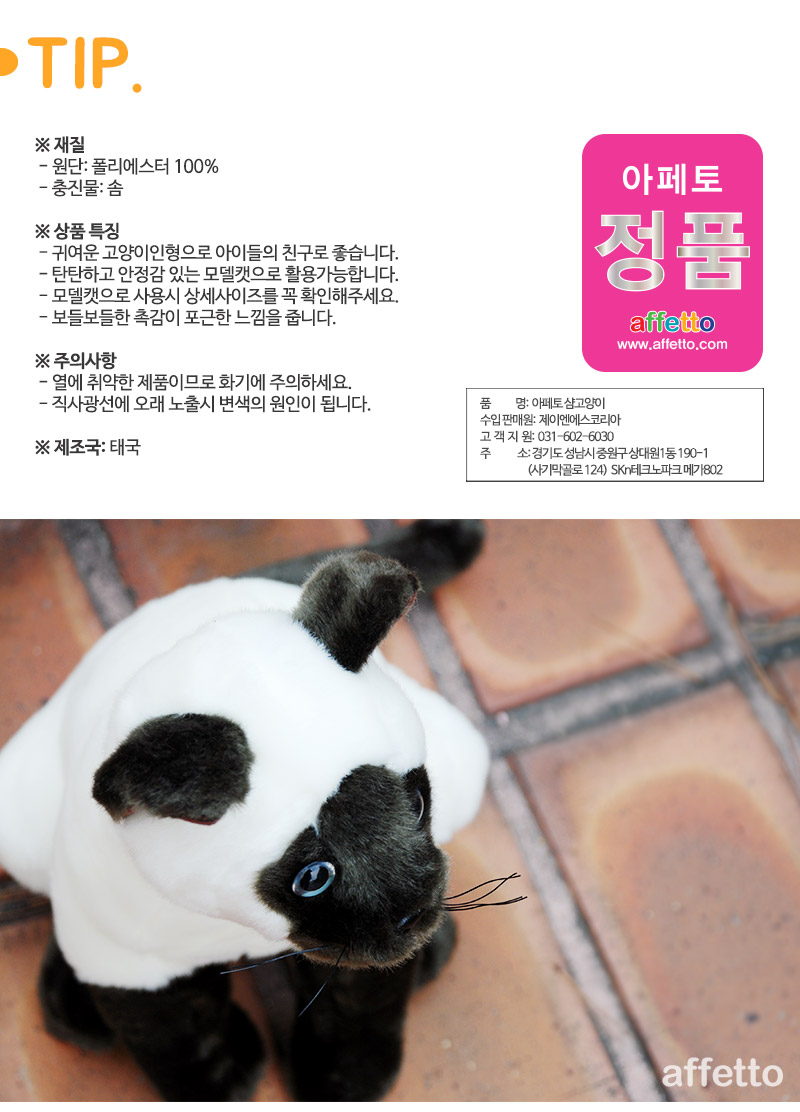 TIP.
※ 재질
- 원단: 폴리에스터 100%
- 충진물: 솜
※ 상품 특징
- 귀여운 고양이인형으로 아이들의 친구로 좋습니다.
- 탄탄하고 안정감 있는 모델캣으로 활용가능합니다.
- 모델캣으로 사용시 상세사이즈를 꼭 확인해주세요.
- 보들보들한 촉감이 포근한 느낌을 줍니다.
※ 주의사항
- 열에 취약한 제품이므로 화기에 주의하세요.
- 직사광선에 오래 노출시 변색의 원인이 됩니다.
※ 제조국: 태국
아페토
정품
affetto
www.affetto.com
품 명: 아페토 샴고양이
수입 판매원: 제이엔에스코리아
고 객 지 원: 031-602-6030
주 소: 경기도 성남시 중원구 상대원1동 190-1
(사기막골로 124) SKn테크노파크 메가802
affetto